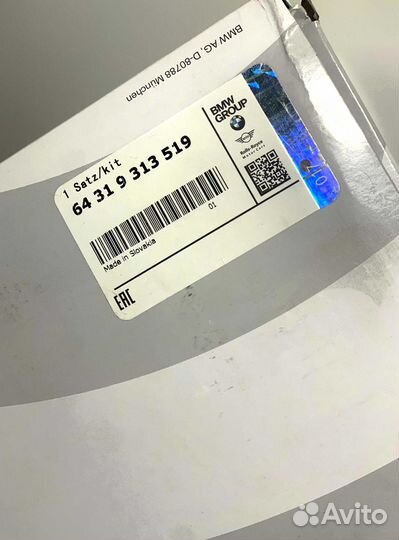 BMW AG, D-80788 München
1 Satz/kit
64 31 9 313 519
01
Made in Slovakia
EAC
BMW
GROUP
Rolls-Royce
Motor Cars
Avito